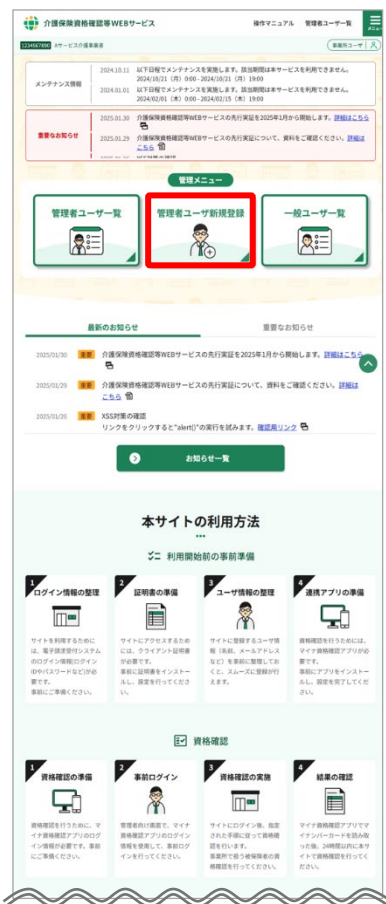 介護保険資格確認等WEBサービス
操作マニュアル 管理者ユーザ一覧
メニュー
1234567890 Aサービス介護事業者
事業所ユーザ
メンテナンス情報
2024.10.11 以下日程でメンテナンスを実施します。該当期間は本サービスを利用できません。
2024/10/21（月）0:00-2024/10/21（月）19:00
2024.01.01 以下日程でメンテナンスを実施します。該当期間は本サービスを利用できません。
2024/02/01（木）0:00-2024/02/15（木）19:00
重要なお知らせ
2025.01.30 介護保険資格確認等WEBサービスの先行実証を2025年1月から開始します。詳細はこちら
2025.01.29 介護保険資格確認等WEBサービスの先行実証について、資料をご確認ください。詳細は
こちら
管理メニュー
管理者ユーザ一覧
管理者ユーザ新規登録
一般ユーザ一覧
最新のお知らせ
重要なお知らせ
2025/01/30 重要 介護保険資格確認等WEBサービスの先行実証を2025年1月から開始します。詳細はこちら
2025/01/29 重要 介護保険資格確認等WEBサービスの先行実証について、資料をご確認ください。詳細は
こちら
重要 XSS対策の確認
リンクをクリックすると"alert()"の実行を試みます。確認用リンク
お知らせ一覧
本サイトの利用方法
利用開始前の事前準備
1
ログイン情報の整理
サイトを利用するために
は、電子請求受付システム
のログイン情報(ログイン
IDやパスワードなど)が必
要です。
事前にご準備ください。
2
証明書の準備
サイトにアクセスするため
には、クライアント証明書
が必要です。
事前に証明書をインストー
ルし、設定を行ってくださ
い。
3
ユーザ情報の整理
サイトに登録するユーザ情
報（名前、メールアドレス
など）を事前に整理してお
くと、スムーズに登録が行
えます。
4
連携アプリの準備
資格確認を行うためには、
マイナ資格確認アプリが必
要です。
事前にアプリをインストー
ルし、設定を完了してくだ
さい。
資格確認
1
資格確認の準備
資格確認を行うために、マ
イナ資格確認アプリのログ
イン情報が必要です。事前
にご準備ください。
2
事前ログイン
管理者向け画面で、マイナ
資格確認アプリのログイン
情報を使用して、事前ログ
インを行ってください。
3
資格確認の実施
サイトにログイン後、指定
された手順に従って資格確
認を行います。
事業所で担う被保険者の資
格確認を行ってください。
4
結果の確認
マイナ資格確認アプリでマ
イナンバーカードを読み取
った後、24時間以内に本サ
イトで資格確認を行ってく
ださい。